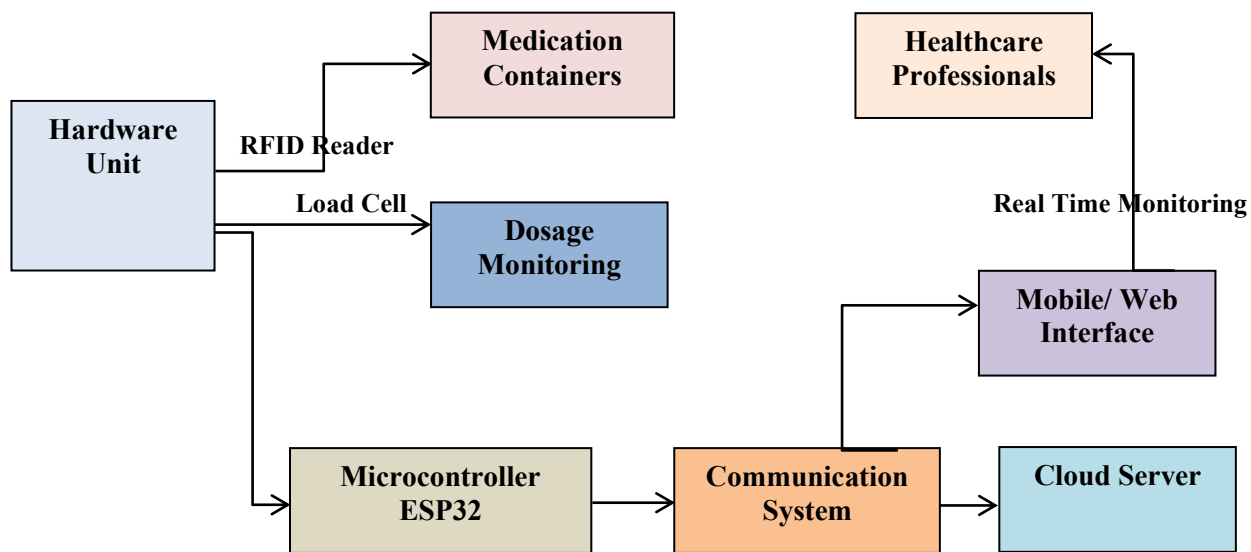 Medication
Containers
Healthcare
Professionals
Hardware
Unit
RFID Reader
Load Cell
Dosage
Monitoring
Real Time Monitoring
Mobile/ Web
Interface
Microcontroller
ESP32
Communication
System
Cloud Server